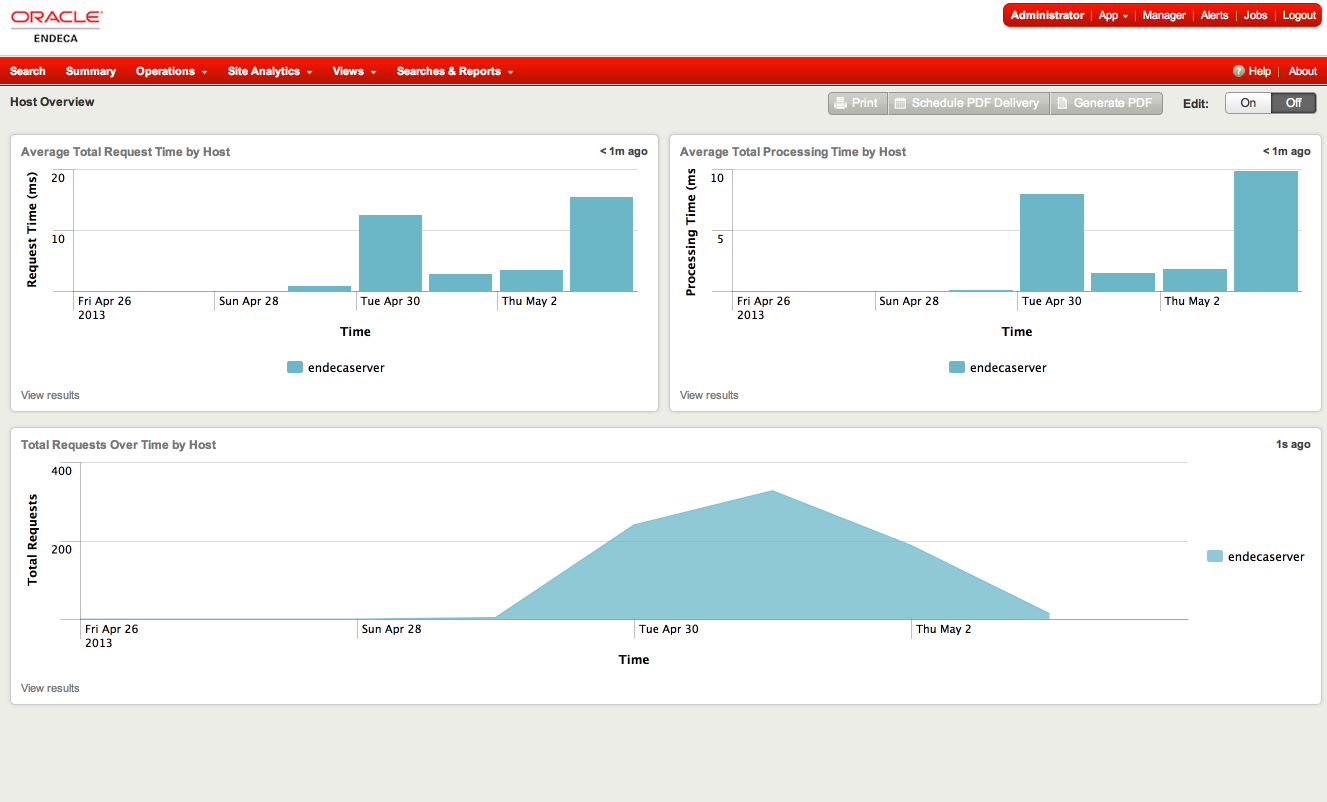 ORACLE
ENDECA
Administrator App Manager Alerts Jobs Logout
Search Summary Operations Site Analytics Views Searches & Reports ? Help About
Host Overview Print Schedule PDF Delivery Generate PDF Edit: On Off
Average Total Request Time by Host < 1m ago
Request Time (ms)
20
10
Fri Apr 26 Sun Apr 28 Tue Apr 30 Thu May 2
2013
Time
endecaserver
View results
Average Total Processing Time by Host < 1m ago
Processing Time (ms
10
5
Fri Apr 26 Sun Apr 28 Tue Apr 30 Thu May 2
2013
Time
endecaserver
View results
Total Requests Over Time by Host 1s ago
Total Requests
400
200
endecaserver
Fri Apr 26 Sun Apr 28 Tue Apr 30 Thu May 2
2013
Time
View results